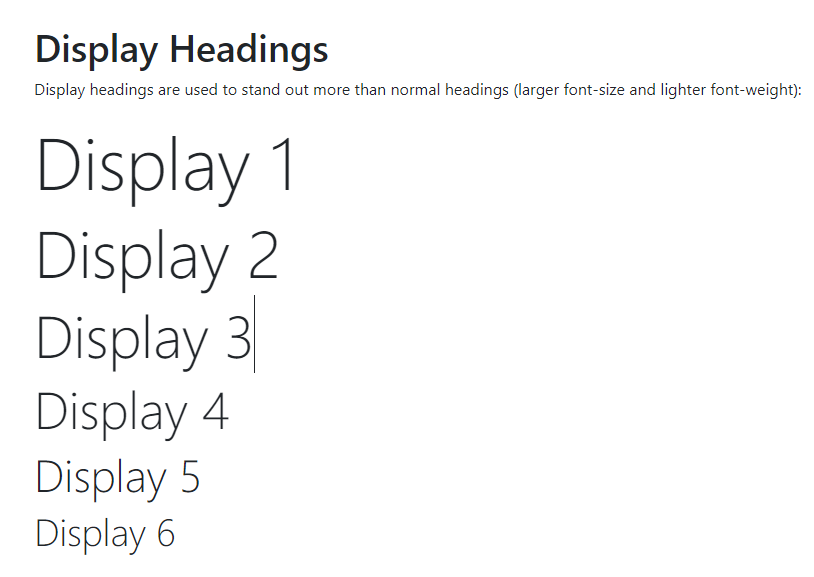 Display Headings
Display headings are used to stand out more than normal headings (larger font-size and lighter font-weight):
Display 1
Display 2
Display 3
Display 4
Display 5
Display 6